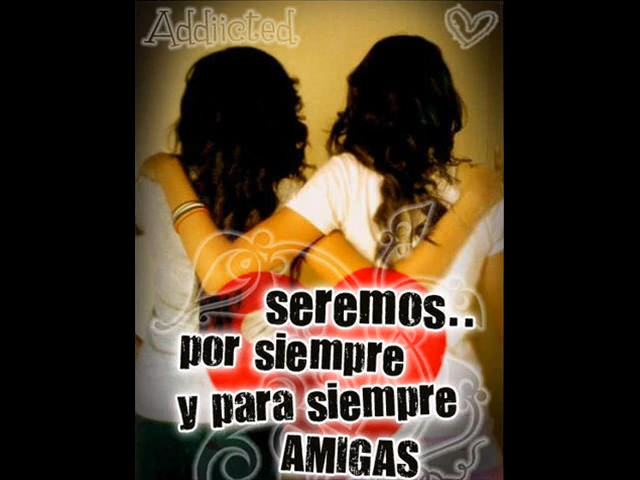 Addiicted
seremos..
por siempre
y para siempre
AMIGAS